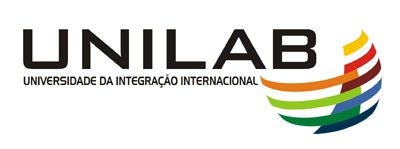 UNILAB
UNIVERSIDADE DA INTEGRAÇÃO INTERNACIONAL